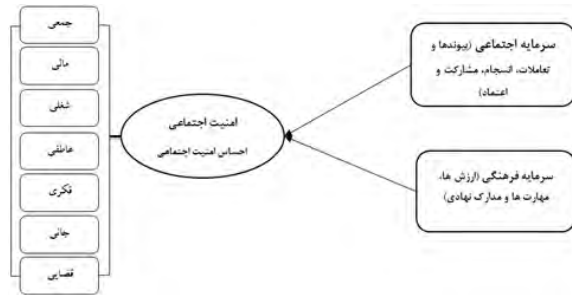 سرمایه اجتماعی (پیوندها و
تعاملات، انسجام، مشارکت و
اعتماد)
سرمایه فرهنگی (ارزش ها،
مهارت ها و مدارک نهادی)
امنیت اجتماعی
احساس امنیت اجتماعی
جمعی
مالی
شغلی
عاطفی
فکری
جانی
قضایی